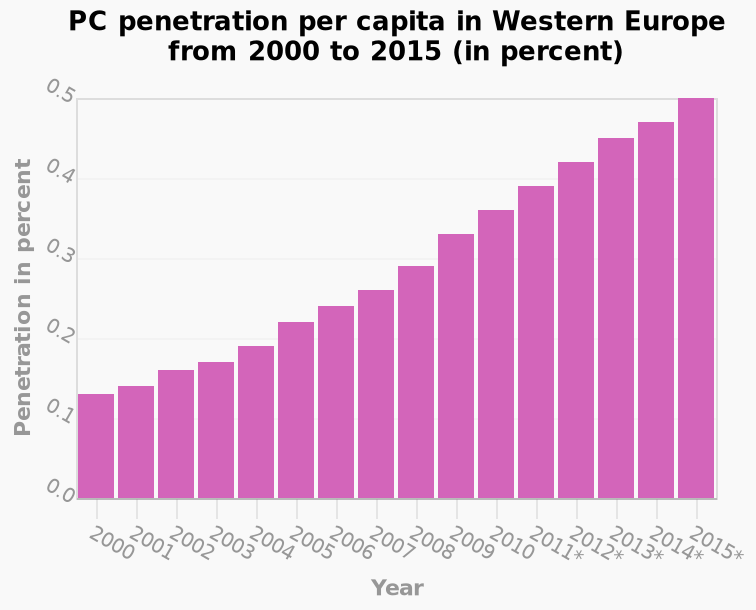 PC penetration per capita in Western Europe
from 2000 to 2015 (in percent)
Penetration in percent
0.5
0.4
0.3
0.2
0.1
0.0
2000 2001 2002 2003 2004 2005 2006 2007 2008 2009 2010 2011* 2012* 2013* 2014* 2015*
Year